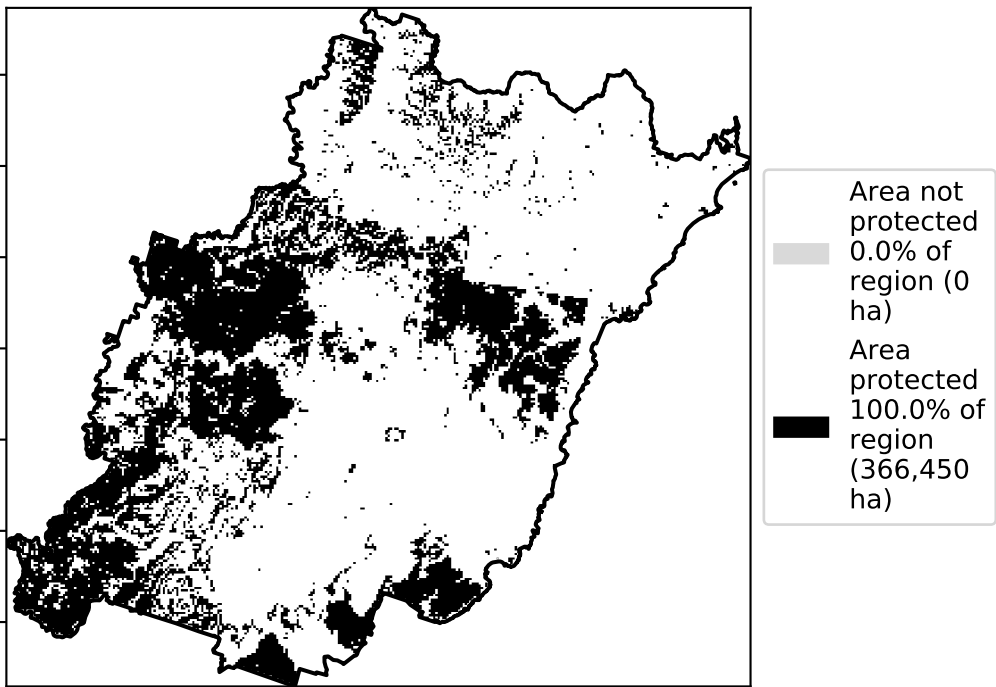 Area not
protected
0.0% of
region (0
ha)
Area
protected
100.0% of
region
(366,450
ha)